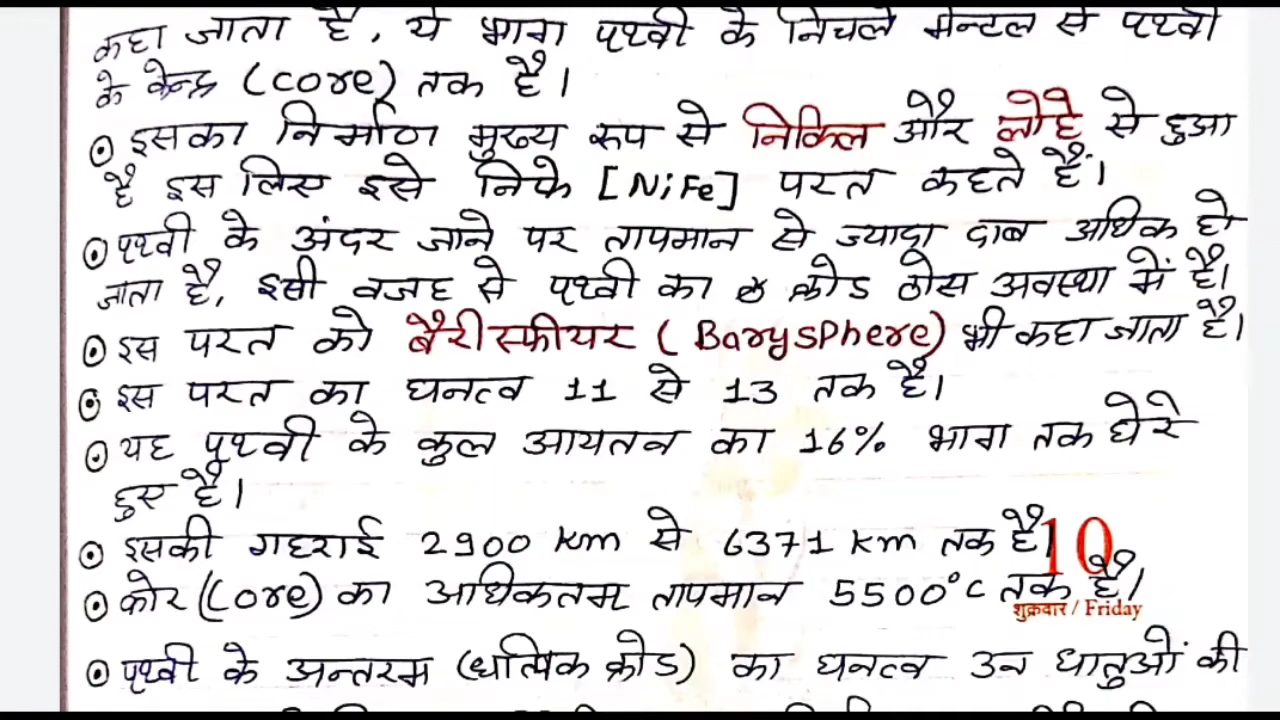 कहा जाता है, ये भाग पृथ्वी के निचले मेन्टल से पृथ्वी
के केन्द्र (core) तक है।
इसका निर्माण मुख्य रूप से निकिल और लोहे से हुआ
है इस लिए इसे निफे [NiFe] परत कहते हैं।
पृथ्वी के अंदर जाने पर तापमान से ज्यादा दाब अधिक हो
जाता है, इसी वजह से पृथ्वी का क्रोड ठोस अवस्था में है।
इस परत को बैरीस्फीयर (Barysphere) भी कहा जाता है।
इस परत का घनत्व 11 से 13 तक है।
यह पृथ्वी के कुल आयतन का 16% भाग तक घेरे
हुए है।
इसकी गहराई 2900 km से 6371 km तक है।
10
कोर (Core) का अधिकतम तापमान 5500°C तक है।
शुक्रवार / Friday
पृथ्वी के अन्तरम (धात्विक क्रोड) का घनत्व उन धातुओं की